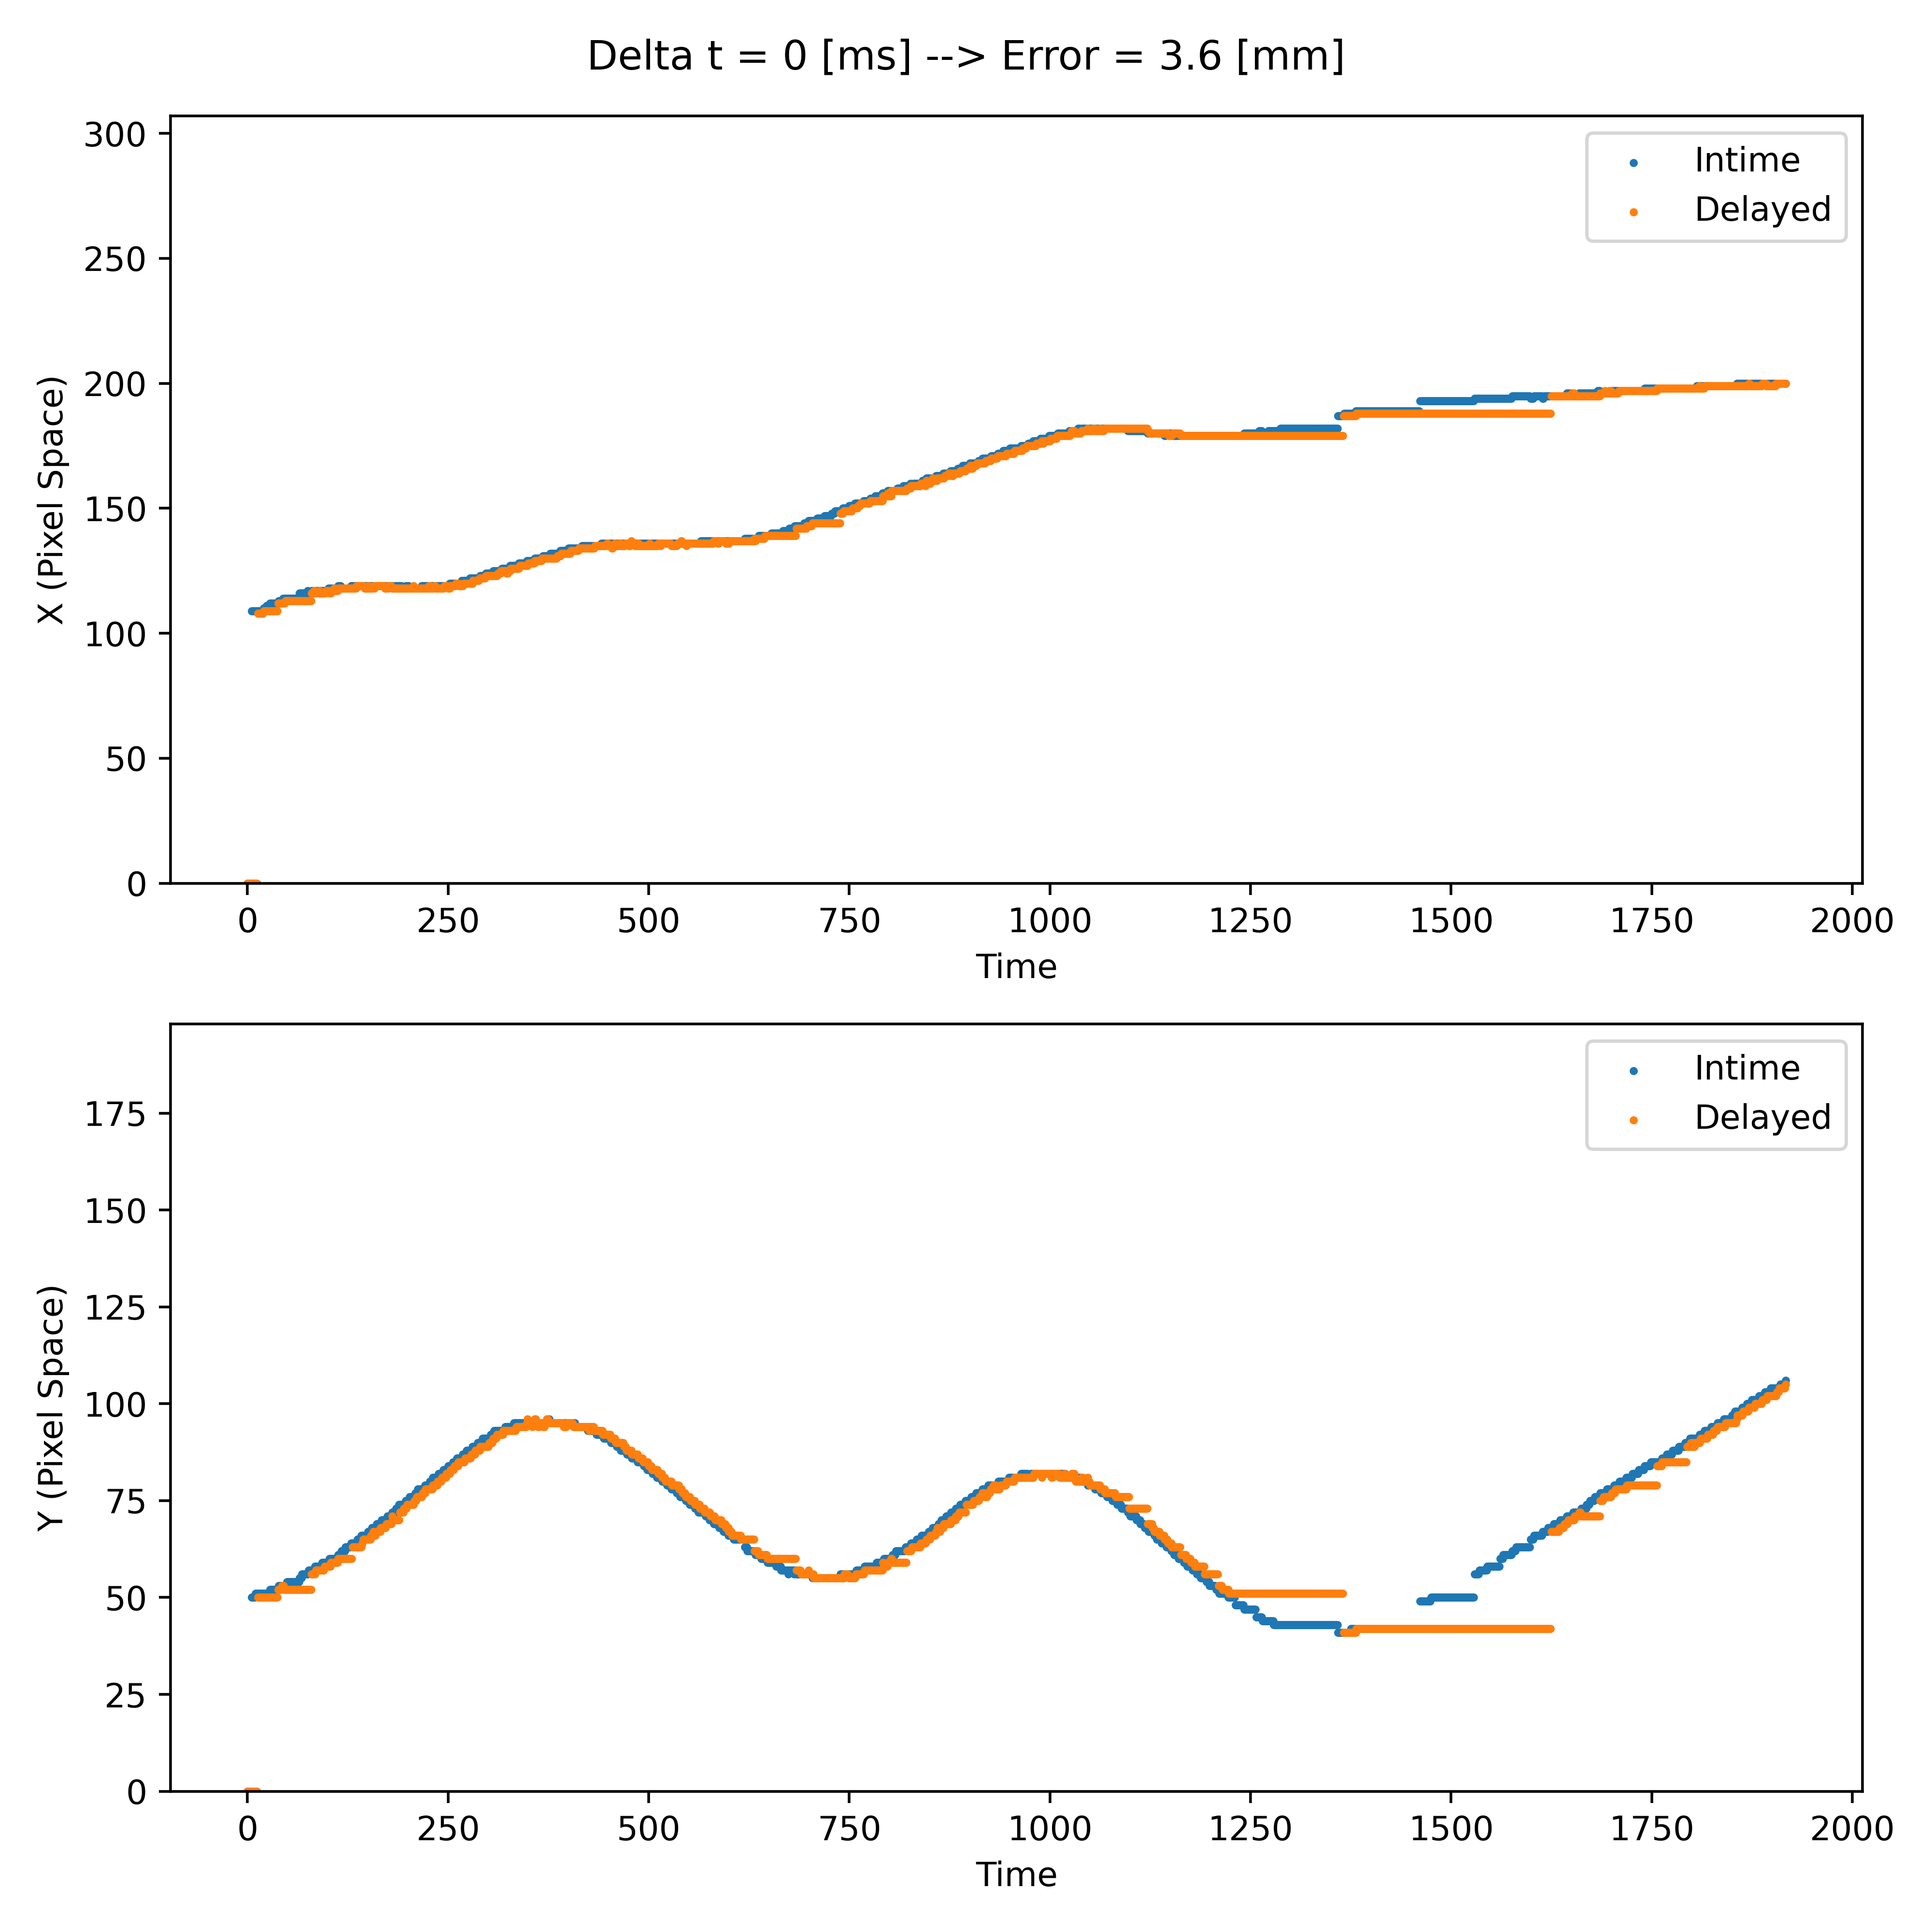 Delta t = 0 [ms] --> Error = 3.6 [mm]
300
250
200
150
100
50
0
X (Pixel Space)
Intime
Delayed
0 250 500 750 1000 1250 1500 1750 2000
Time
175
150
125
100
75
50
25
0
Y (Pixel Space)
Intime
Delayed
0 250 500 750 1000 1250 1500 1750 2000
Time